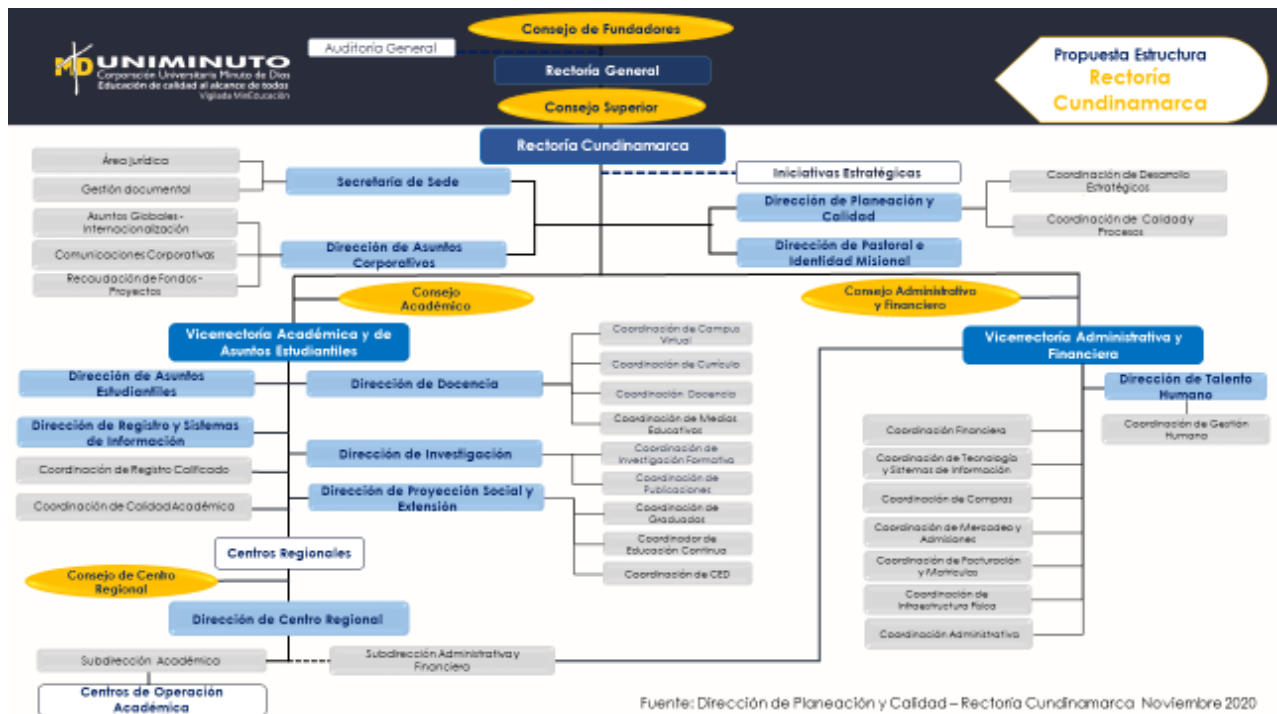 UNIMINUTO
Corporación Universitaria Minuto de Dios
Educación de calidad al alcance de todos
Vigilada MinEducación
Auditoría General
Consejo de Fundadores
Rectoría General
Consejo Superior
Propuesta Estructura
Rectoría
Cundinamarca
Rectoría Cundinamarca
Área Jurídica
Gestión documental
Secretaría de Sede
Iniciativas Estratégicas
Asuntos Globales -
Internacionalización
Comunicaciones Corporativas
Recaudación de Fondos -
Proyectos
Dirección de Asuntos
Corporativos
Dirección de Planeación y
Calidad
Dirección de Pastoral e
Identidad Misional
Coordinación de Desarrollo
Estratégicos
Coordinación de Calidad y
Procesos
Consejo
Académico
Consejo Administrativo
y Financiero
Vicerrectoría Académica y de
Asuntos Estudiantiles
Vicerrectoría Administrativa y
Financiera
Dirección de Asuntos
Estudiantiles
Dirección de Registro y Sistemas
de Información
Coordinación de Registro Calificado
Coordinación de Calidad Académica
Dirección de Docencia
Coordinación de Campus
Virtual
Coordinación de Currículo
Coordinación Docencia
Coordinación de Medios
Educativos
Dirección de Investigación
Coordinación de
Investigación Formativa
Coordinación de
Publicaciones
Dirección de Proyección Social y
Extensión
Coordinación de
Graduados
Coordinador de
Educación Continua
Coordinación de CED
Dirección de Talento
Humano
Coordinación de Gestión
Humana
Coordinación Financiera
Coordinación de Tecnología
y Sistemas de Información
Coordinación de Compras
Coordinación de Mercadeo y
Admisiones
Coordinación de Facturación
y Matrículas
Coordinación de
Infraestructura Física
Coordinación Administrativa
Centros Regionales
Consejo de Centro
Regional
Dirección de Centro Regional
Subdirección Académica
Subdirección Administrativa y
Financiera
Centros de Operación
Académica
Fuente: Dirección de Planeación y Calidad – Rectoría Cundinamarca Noviembre 2020